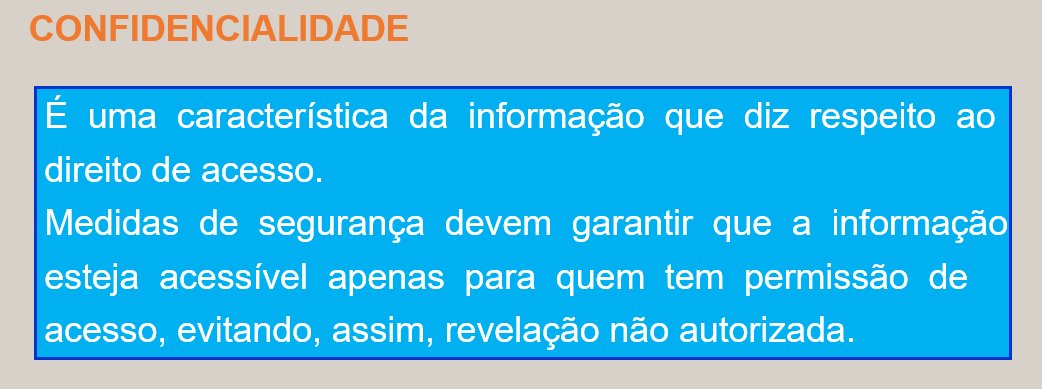 CONFIDENCIALIDADE
É uma característica da informação que diz respeito ao
direito de acesso.
Medidas de segurança devem garantir que a informação
esteja acessível apenas para quem tem permissão de
acesso, evitando, assim, revelação não autorizada.